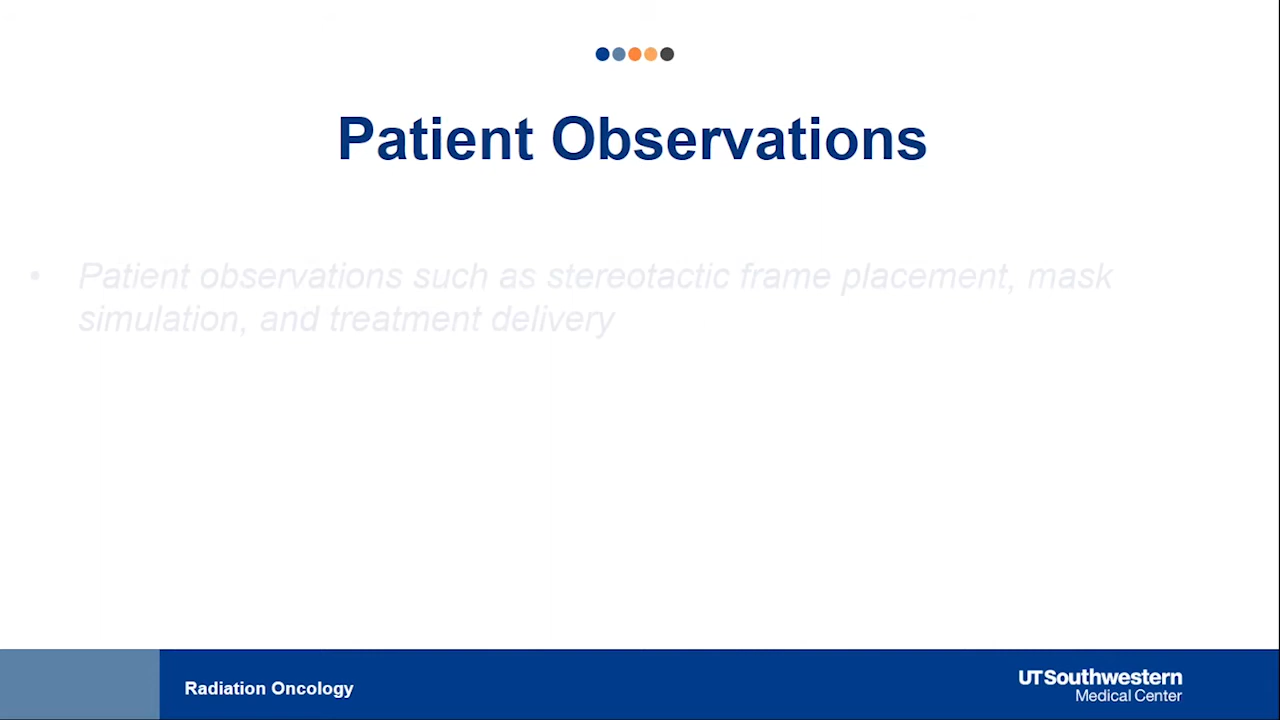 Patient Observations
• Patient observations such as stereotactic frame placement, mask
simulation, and treatment delivery
Radiation Oncology
UTSouthwestern
Medical Center